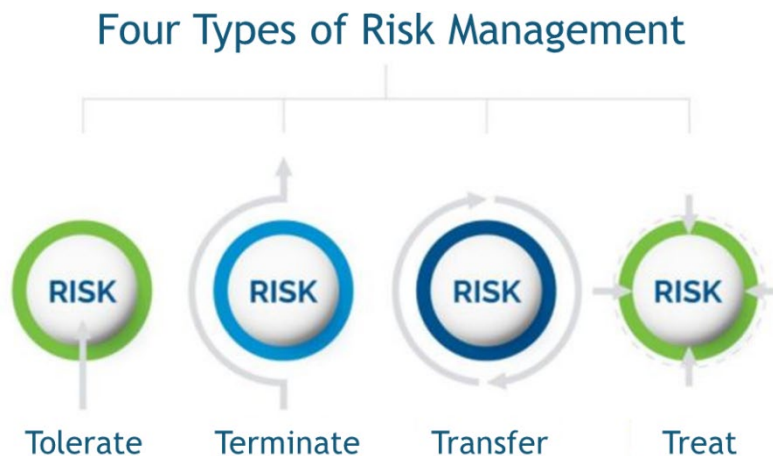 Four Types of Risk Management
RISK RISK RISK RISK
Tolerate Terminate Transfer Treat